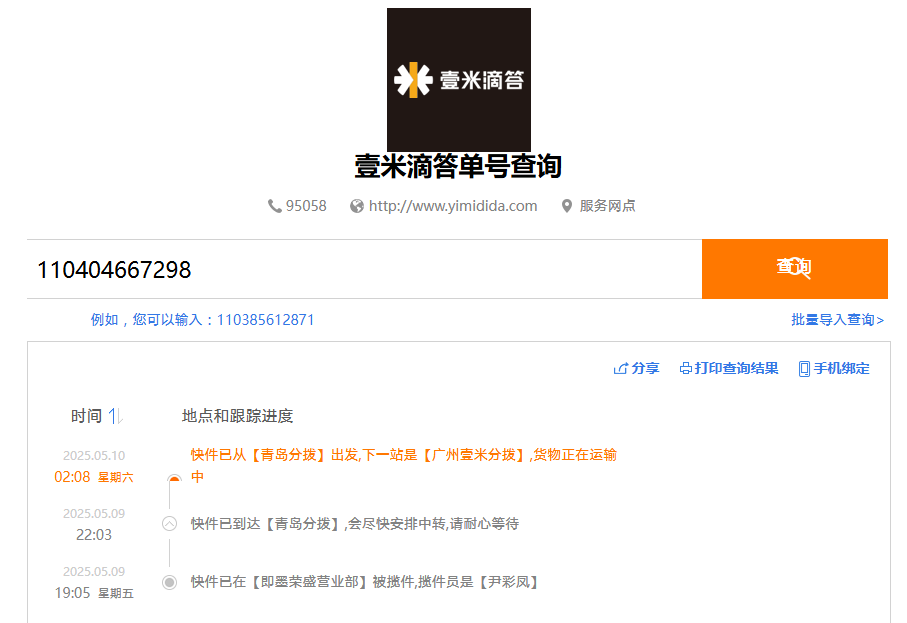 壹米滴答
壹米滴答单号查询
95058 http://www.yimidida.com 服务网点
110404667298 查询
例如，您可以输入：110385612871 批量导入查询>
分享 打印查询结果 手机绑定
时间 地点和跟踪进度
2025.05.10 快件已从【青岛分拨】出发,下一站是【广州壹米分拨】,货物正在运输
02:08 星期六 中
2025.05.09
22:03 快件已到达【青岛分拨】,会尽快安排中转,请耐心等待
2025.05.09
19:05 星期五 快件已在【即墨荣盛营业部】被揽件,揽件员是【尹彩凤】